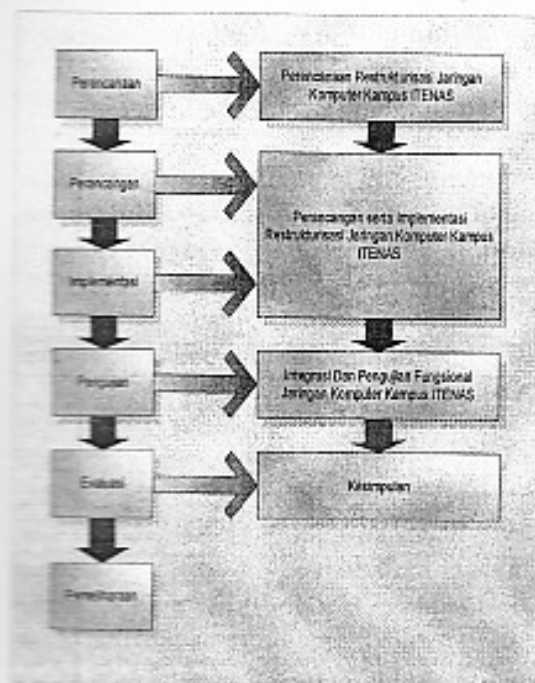 Perencanaan
Perencanaan Restrukturisasi Jaringan
Komputer Kampus ITENAS
Perancangan
Perancangan serta Implementasi
Restrukturisasi Jaringan Komputer Kampus
ITENAS
Implementasi
Pengujian
Integrasi Dan Pengujian Fungsional
Jaringan Komputer Kampus ITENAS
Evaluasi
Kesimpulan
Pemeliharaan